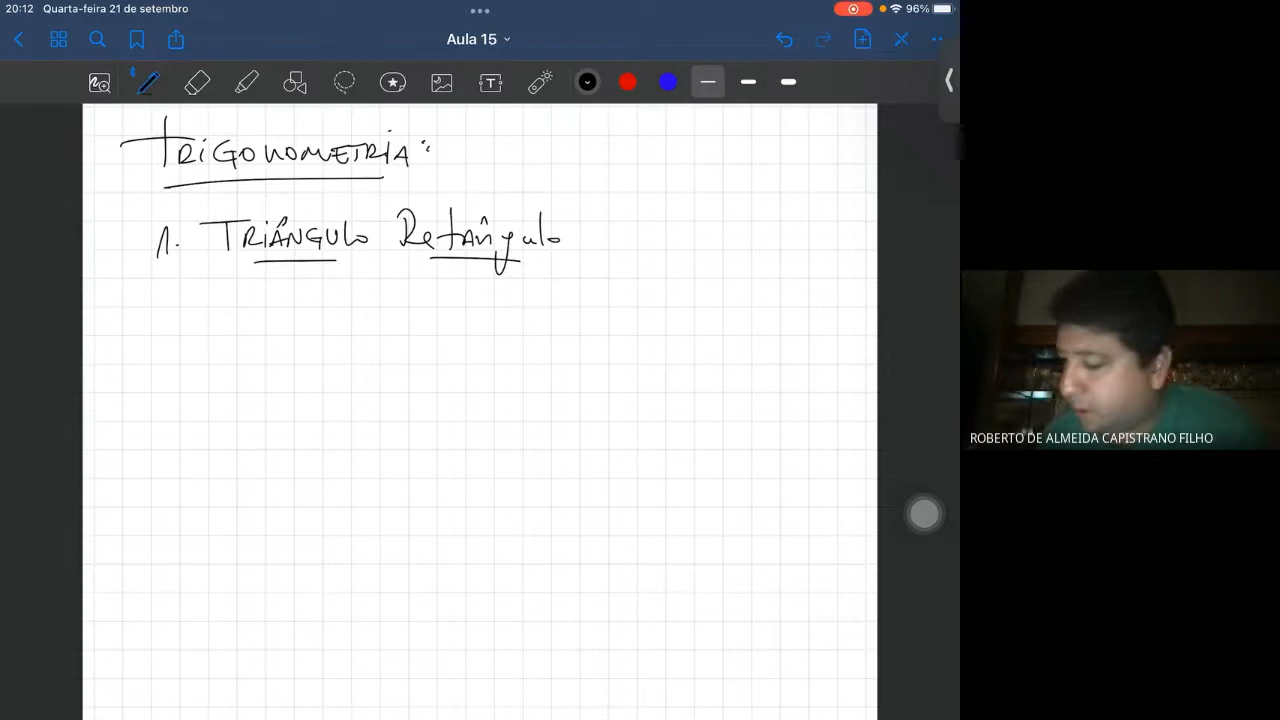 20:12 Quarta-feira 21 de setembro
96%
Aula 15
TRIGONOMETRIA:
1. TRIÂNGULO Retângulo
ROBERTO DE ALMEIDA CAPISTRANO FILHO